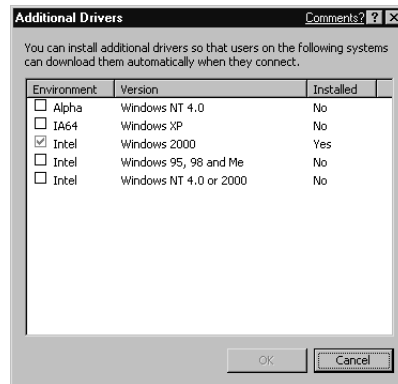 Additional Drivers Comments? ? X
You can install additional drivers so that users on the following systems
can download them automatically when they connect.
Environment Version Installed
Alpha Windows NT 4.0 No
IA64 Windows XP No
Intel Windows 2000 Yes
Intel Windows 95, 98 and Me No
Intel Windows NT 4.0 or 2000 No
OK Cancel